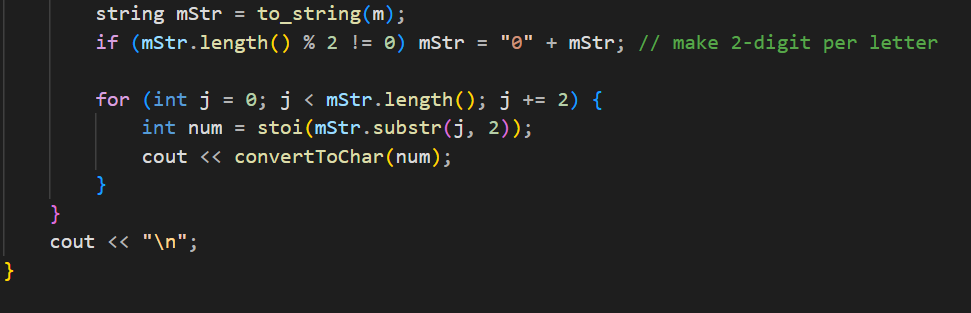 string mStr = to_string(m);
if (mStr.length() % 2 != 0) mStr = "0" + mStr; // make 2-digit per letter
for (int j = 0; j < mStr.length(); j += 2) {
int num = stoi(mStr.substr(j, 2));
cout << convertToChar(num);
}
}
cout << "\n";
}